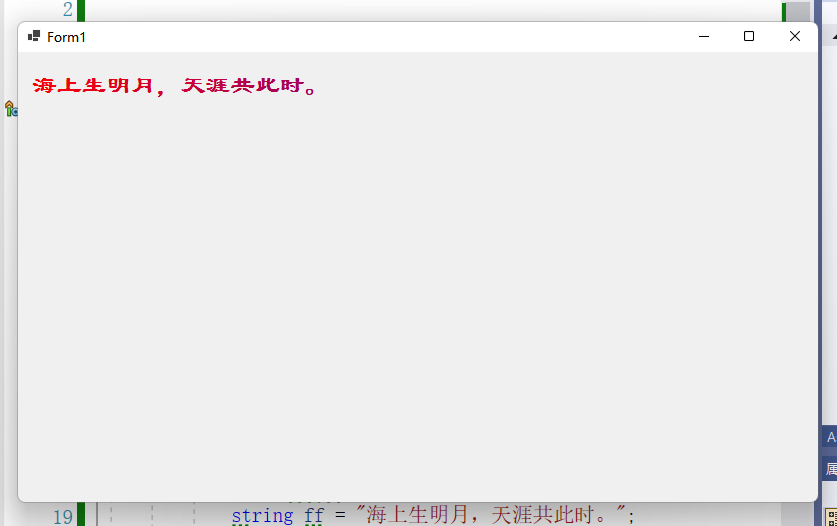 2
Form1
海上生明月，天涯共此时。
A
属
19 string ff = "海上生明月，天涯共此时。";